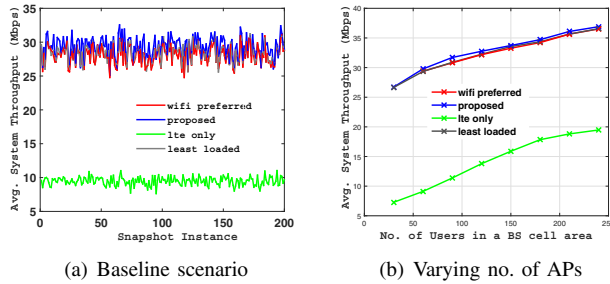 Avg. System Throughput (Mbps)
35
30
25
20
15
10
5
wifi preferred
proposed
lte only
least loaded
0
50
100
150
200
Snapshot Instance
(a) Baseline scenario
Avg. System Throughput (Mbps)
40
35
30
25
20
15
10
5
wifi preferred
proposed
lte only
least loaded
0
50
100
150
200
250
No. of Users in a BS cell area
(b) Varying no. of APs